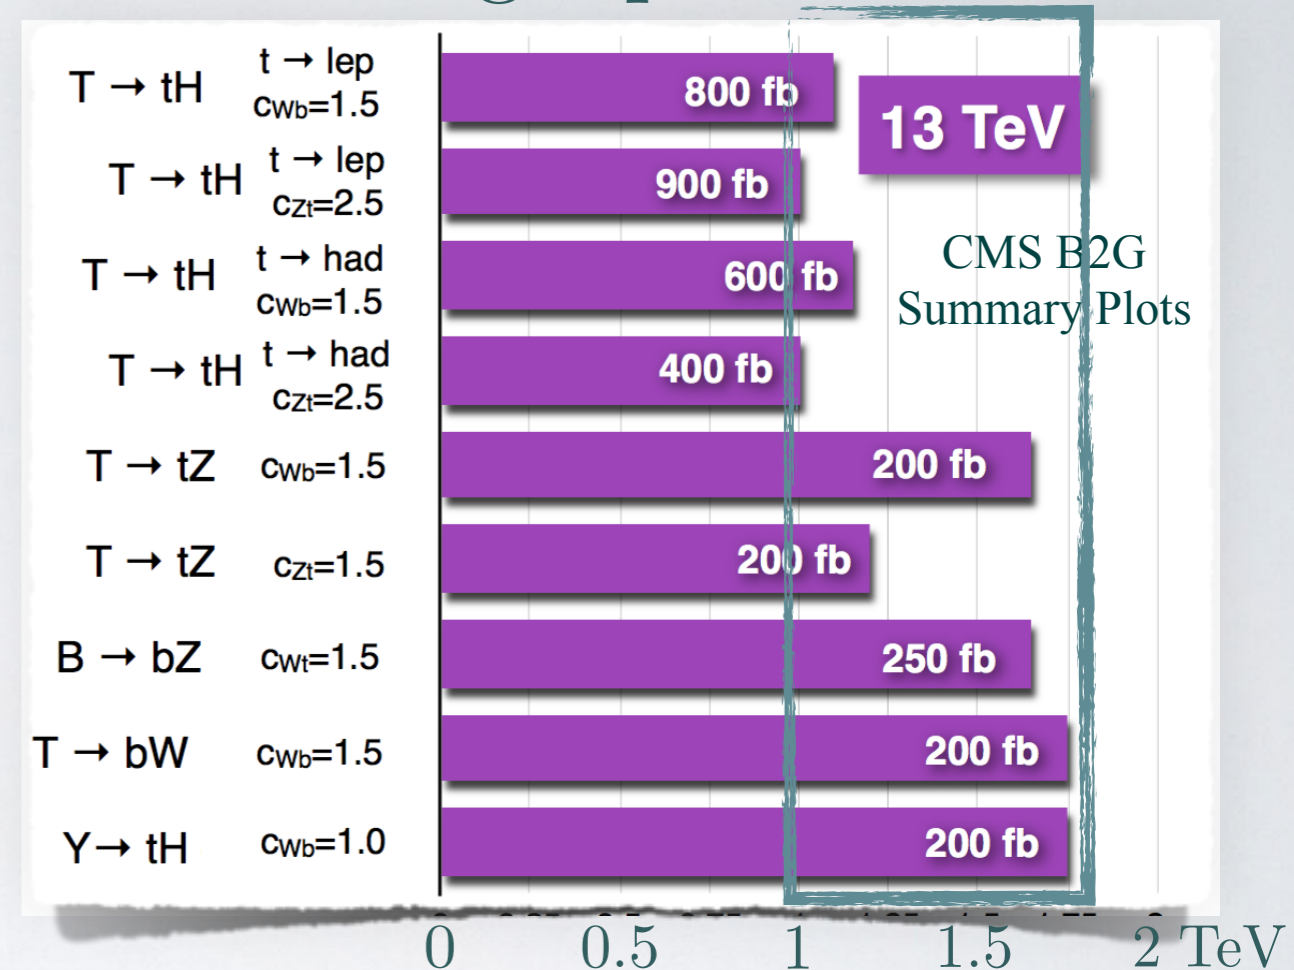 T → tH t → lep
cWb=1.5
800 fb
13 TeV
T → tH t → lep
cZt=2.5
900 fb
CMS B2G
Summary Plots
T → tH t → had
cWb=1.5
600 fb
T → tH t → had
cZt=2.5
400 fb
T → tZ cWb=1.5 200 fb
T → tZ cZt=1.5 200 fb
B → bZ cWt=1.5 250 fb
T → bW cWb=1.5 200 fb
Y→ tH cWb=1.0 200 fb
0 0.5 1 1.5 2 TeV